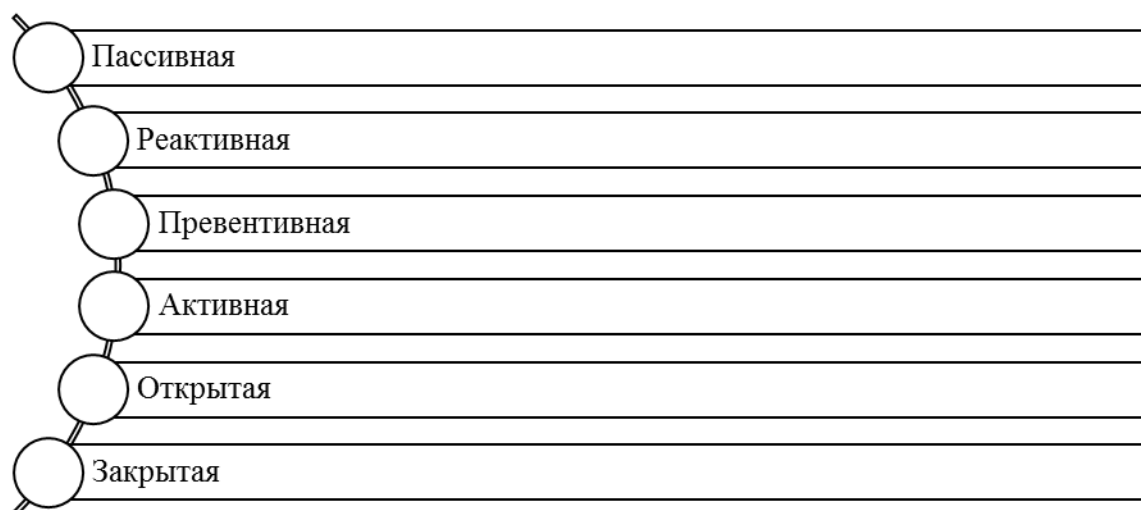 Пассивная
Реактивная
Превентивная
Активная
Открытая
Закрытая